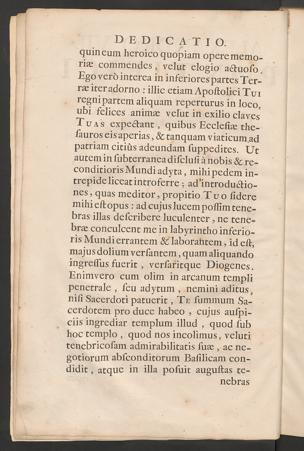 DEDICATIO.
quin eum heroico quopiam opere memo-
riæ commendes, velut elogio actuoso.
Ego verò interea in inferiores partes Ter-
ræ iter adorno: illic etiam Apostolici TUI
regni partem aliquam reperturus in loco,
ubi felices animæ velut in exilio claves
TUAS expectant, quibus Ecclesiæ the-
sauros eis aperias, & tanquam viaticum ad
patriam citiùs adeundam suppedites. Ut
autem in subterranea disclusi à nobis & re-
conditioris Mundi adyta, mihi pedem in-
trepide liceat introferre; ad introductio-
nes, quas meditor, propitio TUO sidere
mihi est opus: ad cujus lucem possim tene-
bras illas describere luculenter, ne tene-
bræ conculcent me in labyrintho inferio-
ris Mundi errantem & laborantem, id est,
majus dolium versantem, quam aliquando
ingressus fuerit, versaritque Diogenes.
Enimvero cum olim in arcanum templi
penetrale, seu adytum, nemini aditus,
nisi Sacerdoti patuerit, TE summum Sa-
cerdotem pro duce habeo, cujus auspi-
ciis ingrediar templum illud, quod sub
hoc templo, quod nos incolimus, veluti
tenebricosam admirabilitatis suæ, ac ne-
gotiorum absconditorum Basilicam con-
didit, atque in illa posuit augustas te-
nebras